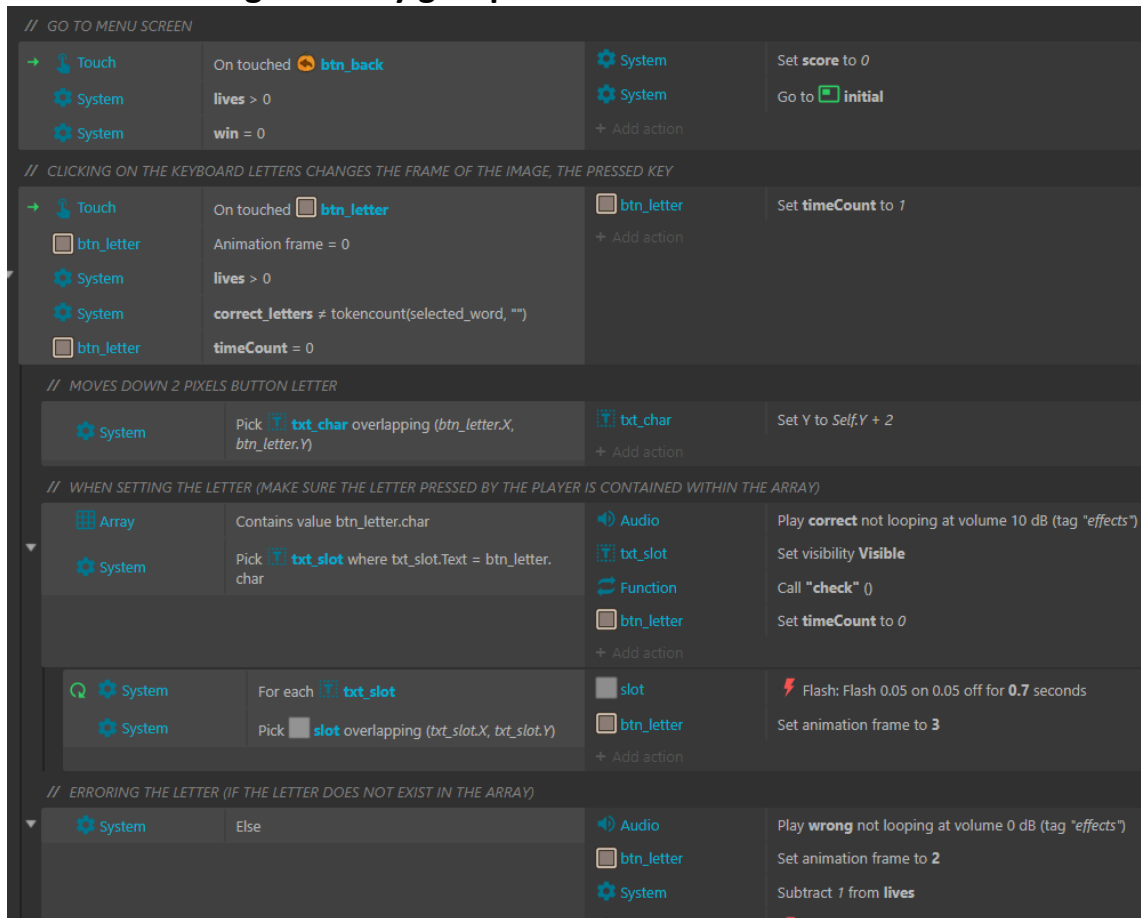 // GO TO MENU SCREEN
Touch On touched btn_back System Set score to 0
System lives > 0 System Go to initial
System win = 0 + Add action
// CLICKING ON THE KEYBOARD LETTERS CHANGES THE FRAME OF THE IMAGE, THE PRESSED KEY
Touch On touched btn_letter btn_letter Set timeCount to 1
btn_letter Animation frame = 0 + Add action
System lives > 0
System correct_letters ≠ tokencount(selected_word, "")
btn_letter timeCount = 0
// MOVES DOWN 2 PIXELS BUTTON LETTER
System Pick txt_char overlapping (btn_letter.X, btn_letter.Y) txt_char Set Y to Self.Y + 2
+ Add action
// WHEN SETTING THE LETTER (MAKE SURE THE LETTER PRESSED BY THE PLAYER IS CONTAINED WITHIN THE ARRAY)
Array Contains value btn_letter.char Audio Play correct not looping at volume 10 dB (tag "effects")
System Pick txt_slot where txt_slot.Text = btn_letter.char txt_slot Set visibility Visible
Function Call "check" ()
btn_letter Set timeCount to 0
+ Add action
System For each txt_slot slot Flash: Flash 0.05 on 0.05 off for 0.7 seconds
System Pick slot overlapping (txt_slot.X, txt_slot.Y) btn_letter Set animation frame to 3
+ Add action
// ERRORING THE LETTER (IF THE LETTER DOES NOT EXIST IN THE ARRAY)
System Else Audio Play wrong not looping at volume 0 dB (tag "effects")
btn_letter Set animation frame to 2
System Subtract 1 from lives